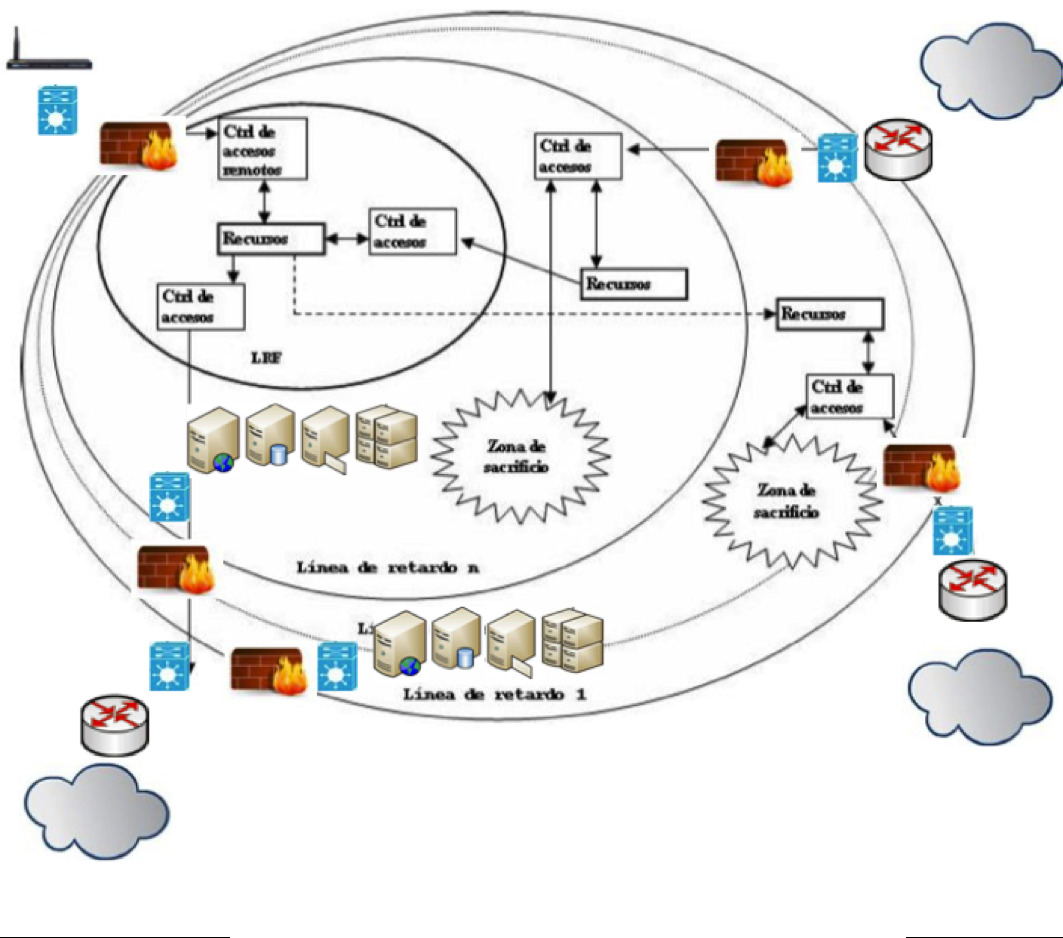 Ctrl de
accesos
remotos
Ctrl de
accesos
Recursos
Ctrl de
accesos
Recursos
Ctrl de
accesos
Recursos
LRF
Ctrl de
accesos
Zona de
sacrificio
Zona de
sacrificio
x
Línea de retardo n
Lí
Línea de retardo 1